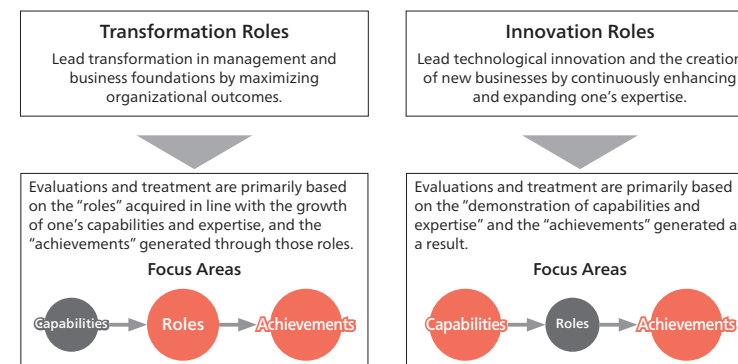 Transformation Roles
Lead transformation in management and
business foundations by maximizing
organizational outcomes.
Innovation Roles
Lead technological innovation and the creation
of new businesses by continuously enhancing
and expanding one's expertise.
Evaluations and treatment are primarily based
on the “roles” acquired in line with the growth
of one's capabilities and expertise, and the
“achievements” generated through those roles.
Focus Areas
Capabilities
Roles
Achievements
Evaluations and treatment are primarily based
on the “demonstration of capabilities and
expertise” and the “achievements” generated as
a result.
Focus Areas
Capabilities
Roles
Achievements